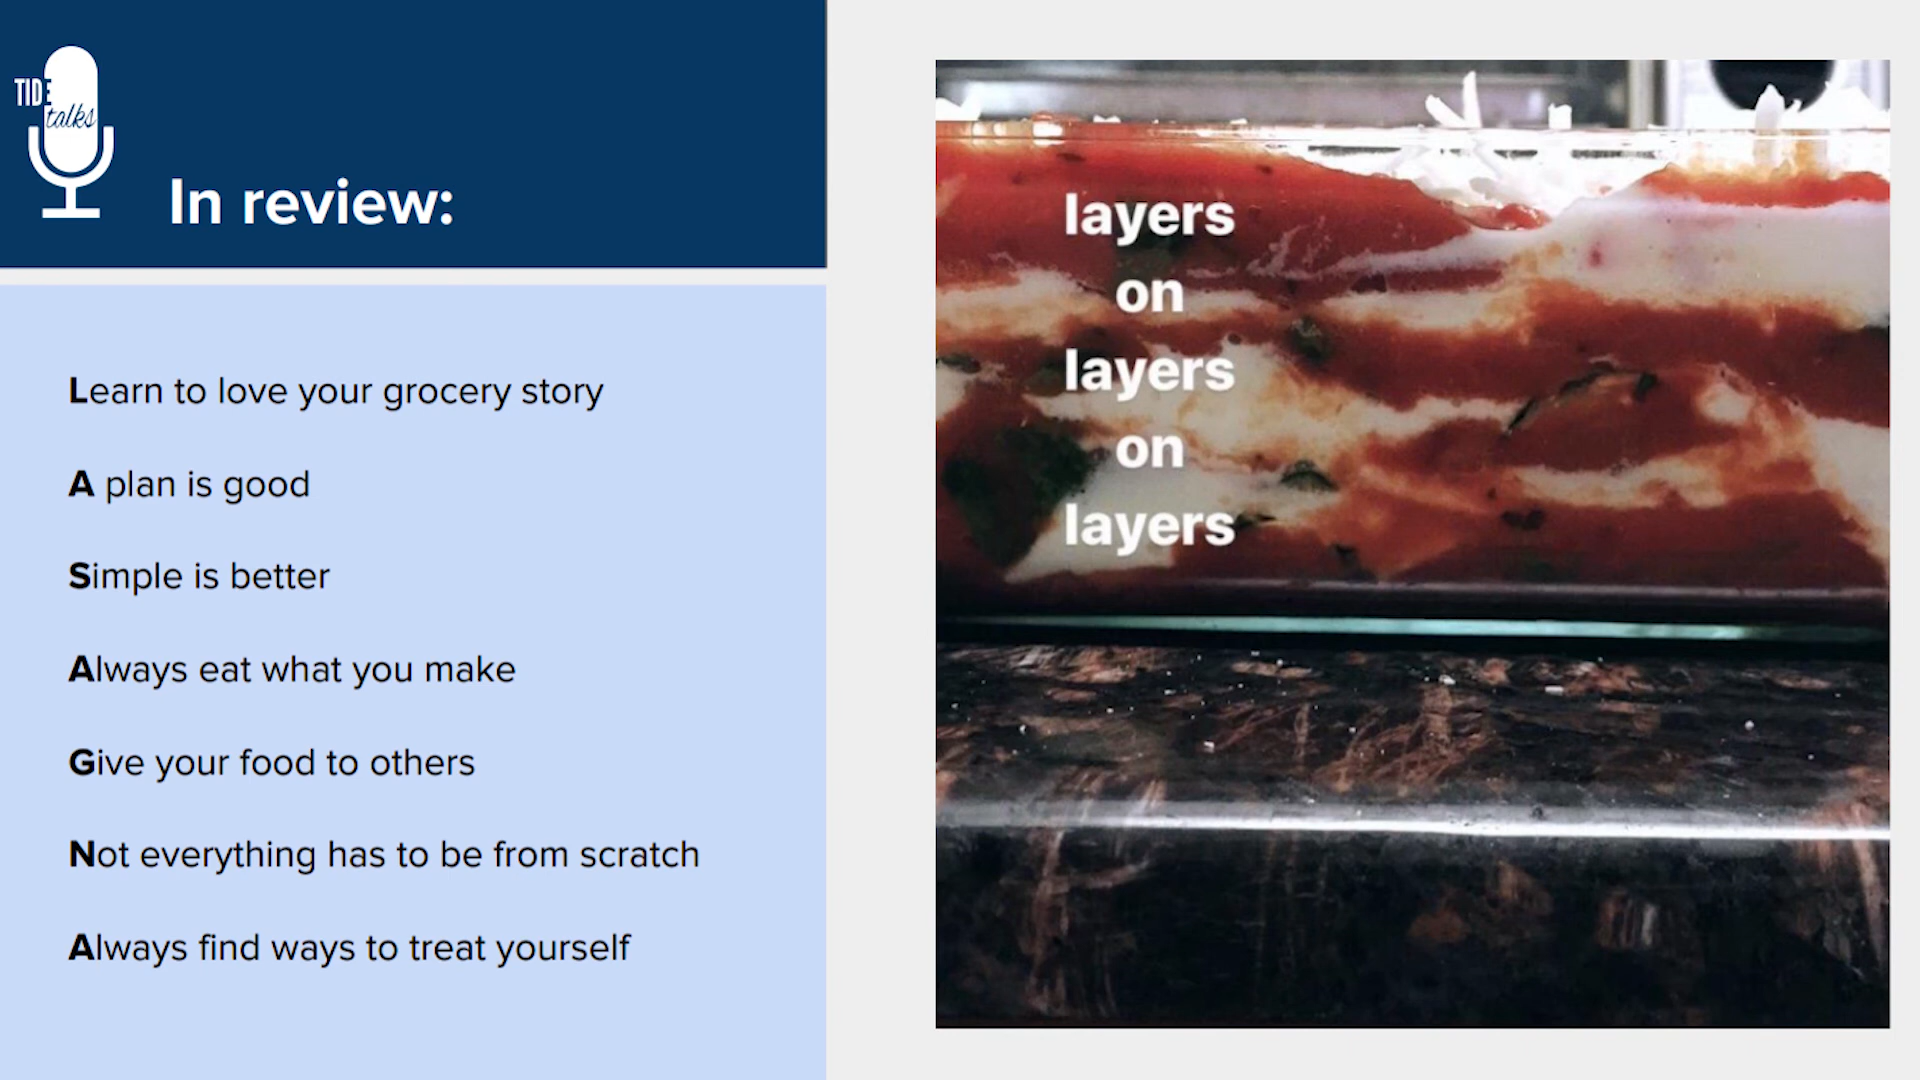 TIDE
talks
In review:
Learn to love your grocery story
A plan is good
Simple is better
Always eat what you make
Give your food to others
Not everything has to be from scratch
Always find ways to treat yourself
layers
on
layers
on
layers